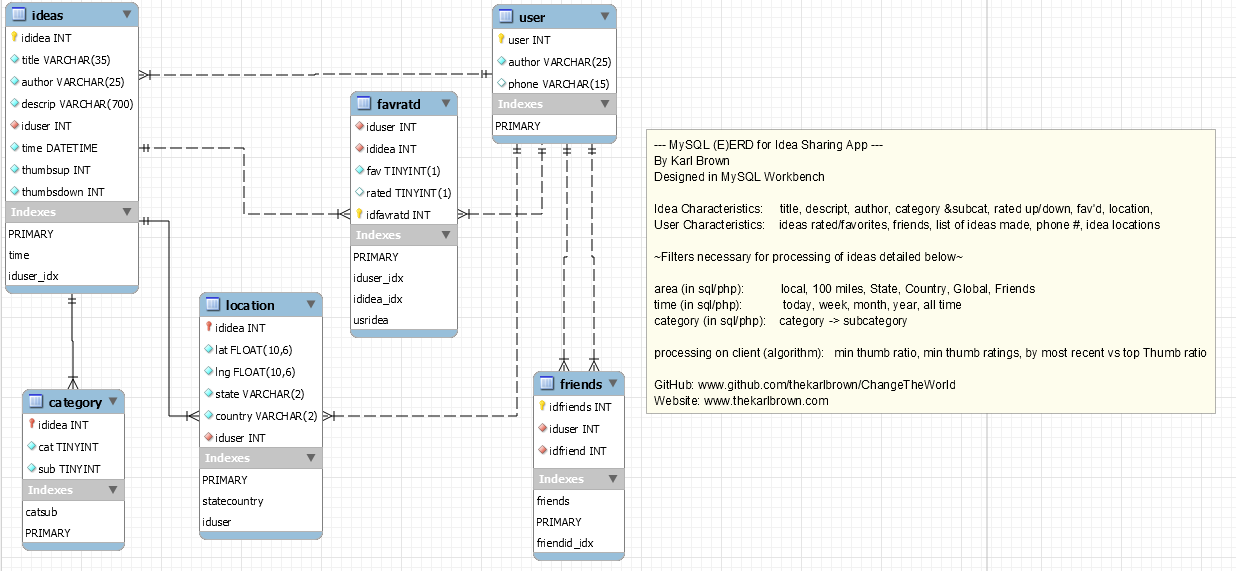 ideas
ididea INT
title VARCHAR(35)
author VARCHAR(25)
descrip VARCHAR(700)
iduser INT
time DATETIME
thumbsup INT
thumbsdown INT
Indexes
PRIMARY
time
iduser_idx
user
user INT
author VARCHAR(25)
phone VARCHAR(15)
Indexes
PRIMARY
favratd
iduser INT
ididea INT
fav TINYINT(1)
rated TINYINT(1)
idfavratd INT
Indexes
PRIMARY
iduser_idx
ididea_idx
usridea
location
ididea INT
lat FLOAT(10,6)
lng FLOAT(10,6)
state VARCHAR(2)
country VARCHAR(2)
iduser INT
Indexes
PRIMARY
statecountry
iduser
category
ididea INT
cat TINYINT
sub TINYINT
Indexes
catsub
PRIMARY
friends
idfriends INT
iduser INT
idfriend INT
Indexes
friends
PRIMARY
friendid_idx
--- MySQL (E)ERD for Idea Sharing App ---
By Karl Brown
Designed in MySQL Workbench
Idea Characteristics: title, descript, author, category &subcat, rated up/down, fav'd, location,
User Characteristics: ideas rated/favorites, friends, list of ideas made, phone #, idea locations
~Filters necessary for processing of ideas detailed below~
area (in sql/php): local, 100 miles, State, Country, Global, Friends
time (in sql/php): today, week, month, year, all time
category (in sql/php): category -> subcategory
processing on client (algorithm): min thumb ratio, min thumb ratings, by most recent vs top Thumb ratio
GitHub: www.github.com/thekarlbrown/ChangeTheWorld
Website: www.thekarlbrown.com